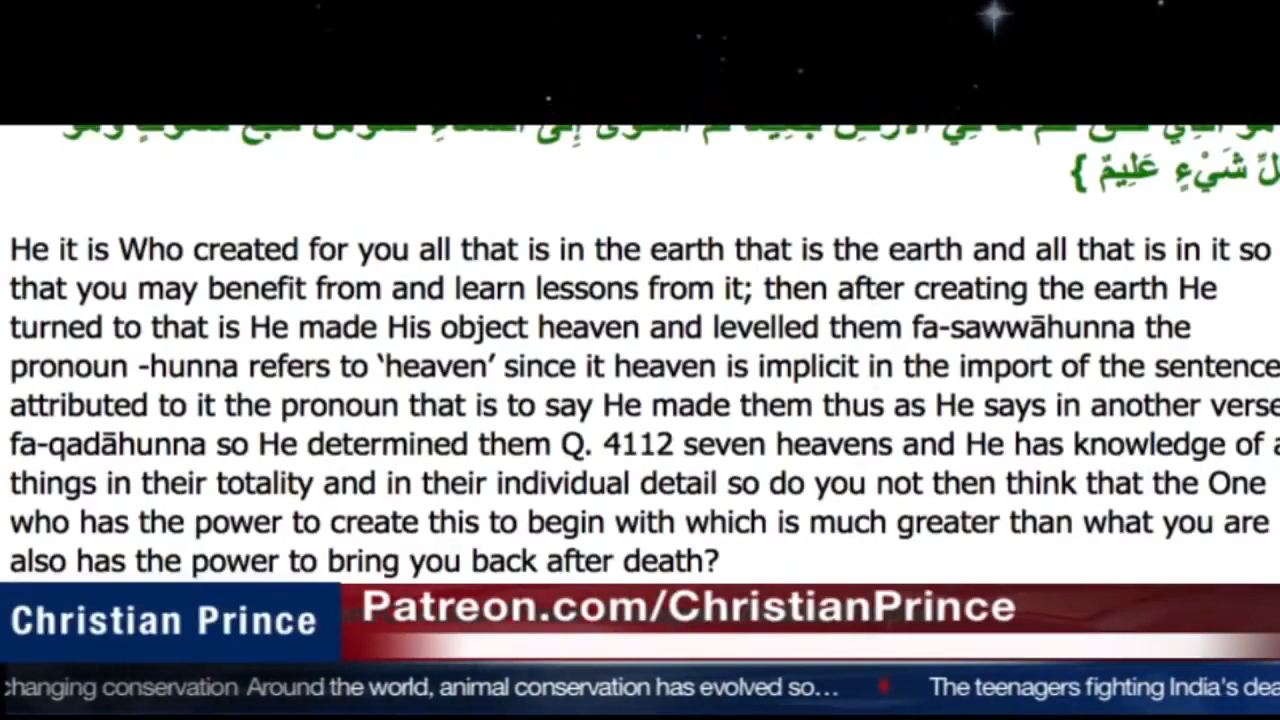 لِّ شَيْءٍ عَلِيمٌ }
He it is Who created for you all that is in the earth that is the earth and all that is in it so
that you may benefit from and learn lessons from it; then after creating the earth He
turned to that is He made His object heaven and levelled them fa-sawwāhunna the
pronoun -hunna refers to ‘heaven’ since it heaven is implicit in the import of the sentence
attributed to it the pronoun that is to say He made them thus as He says in another verse
fa-qadāhunna so He determined them Q. 4112 seven heavens and He has knowledge of a
things in their totality and in their individual detail so do you not then think that the One
who has the power to create this to begin with which is much greater than what you are
also has the power to bring you back after death?
Christian Prince
Patreon.com/ChristianPrince
changing conservation Around the world, animal conservation has evolved so... The teenagers fighting India's dea